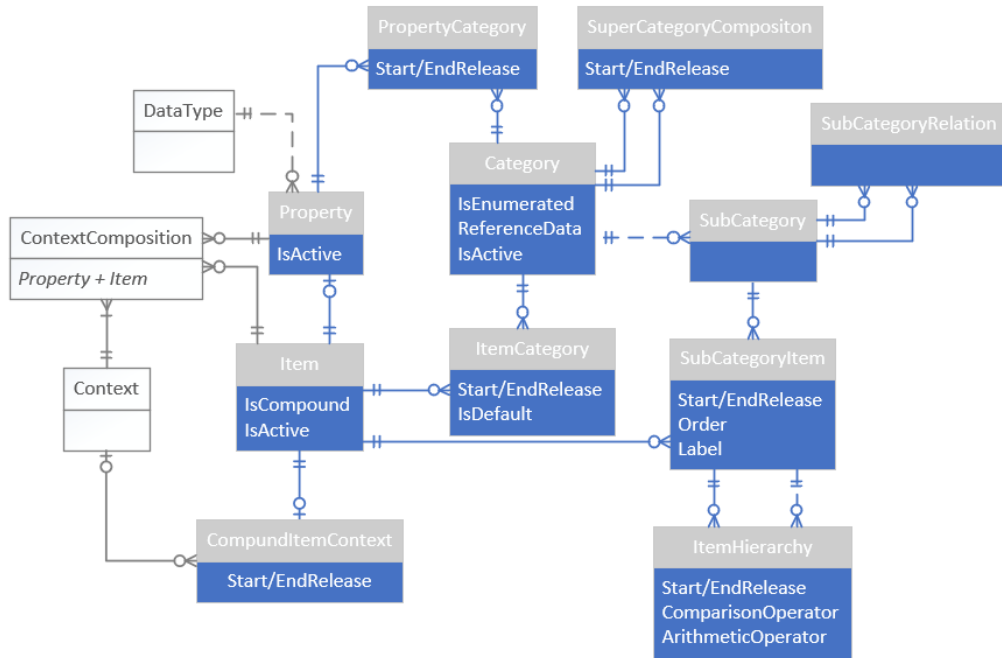 PropertyCategory
Start/EndRelease
SuperCategoryCompositon
Start/EndRelease
DataType
SubCategoryRelation
Category
IsEnumerated
ReferenceData
IsActive
Property
IsActive
SubCategory
ContextComposition
Property + Item
Item
IsCompound
IsActive
ItemCategory
Start/EndRelease
IsDefault
SubCategoryItem
Start/EndRelease
Order
Label
Context
CompundItemContext
Start/EndRelease
ItemHierarchy
Start/EndRelease
ComparisonOperator
ArithmeticOperator